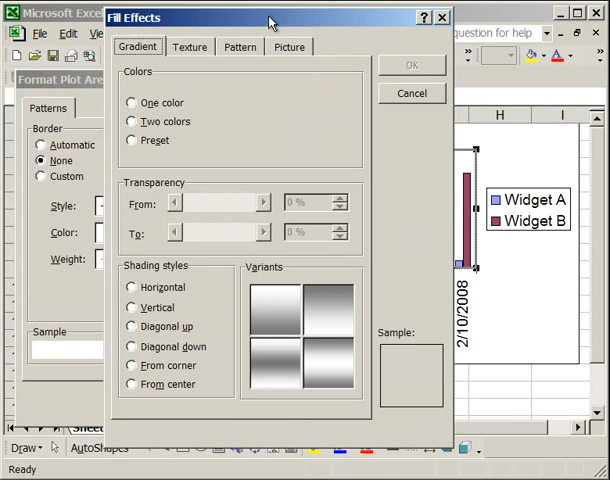 Microsoft Exce
Fill Effects
File
Edit
question for help
Format Plot Are
Gradient
Texture
Pattern
Picture
OK
Cancel
Colors
One color
Two colors
Preset
Patterns
Border
Automatic
None
Custom
Style:
Color:
Weight:
Sample
Transparency
From:
0 %
To:
0 %
Shading styles
Horizontal
Vertical
Diagonal up
Diagonal down
From corner
From center
Variants
Sample:
H
I
Widget A
Widget B
2/10/2008
Sheet
Draw
AutoShapes
Ready